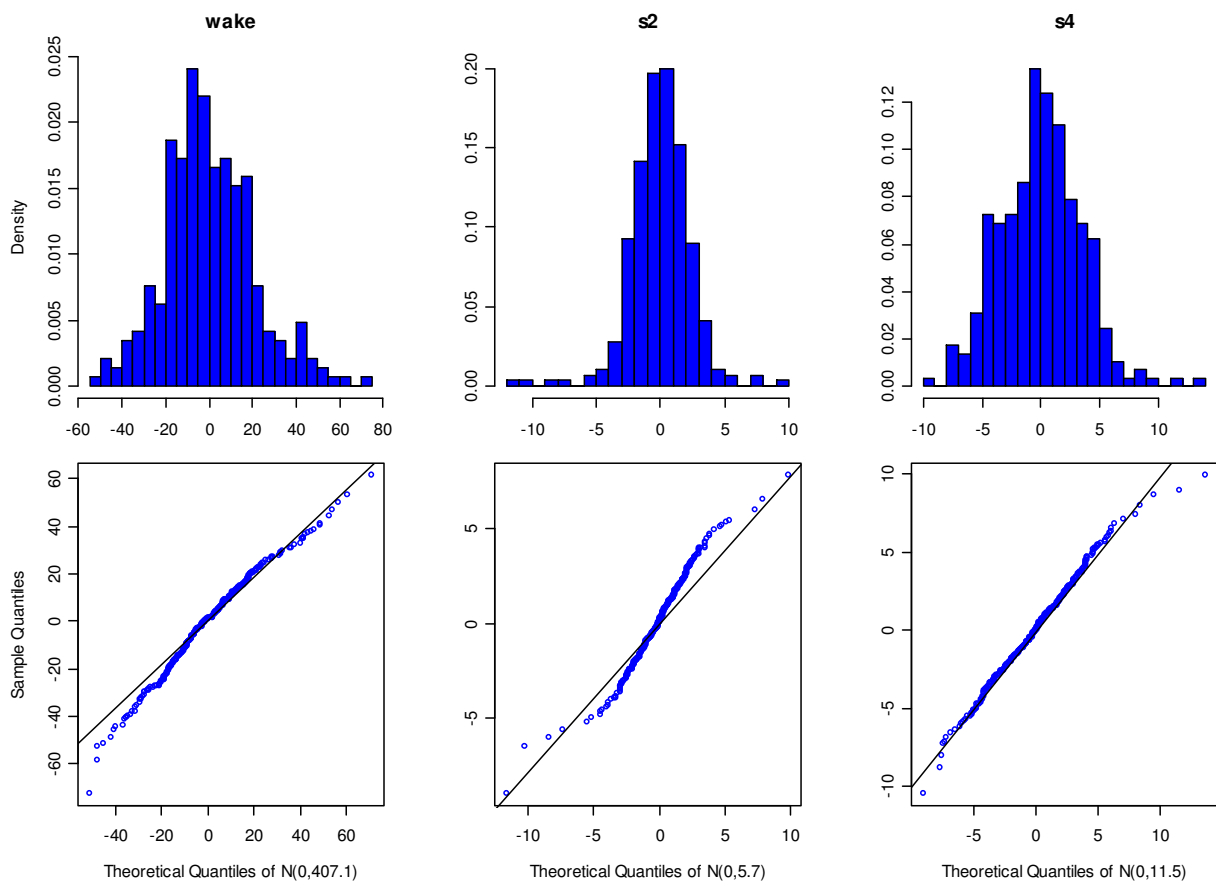 wake s2 s4
Density
0.000 0.005 0.010 0.015 0.020 0.025
-60 -40 -20 0 20 40 60 80
0.00 0.05 0.10 0.15 0.20
-10 -5 0 5 10
0.00 0.02 0.04 0.06 0.08 0.10 0.12
-10 -5 0 5 10
Sample Quantiles
-60 -40 -20 0 20 40 60
-40 -20 0 20 40 60
Theoretical Quantiles of N(0,407.1)
-5 0 5
-10 -5 0 5 10
Theoretical Quantiles of N(0,5.7)
-10 -5 0 5 10
-5 0 5 10
Theoretical Quantiles of N(0,11.5)